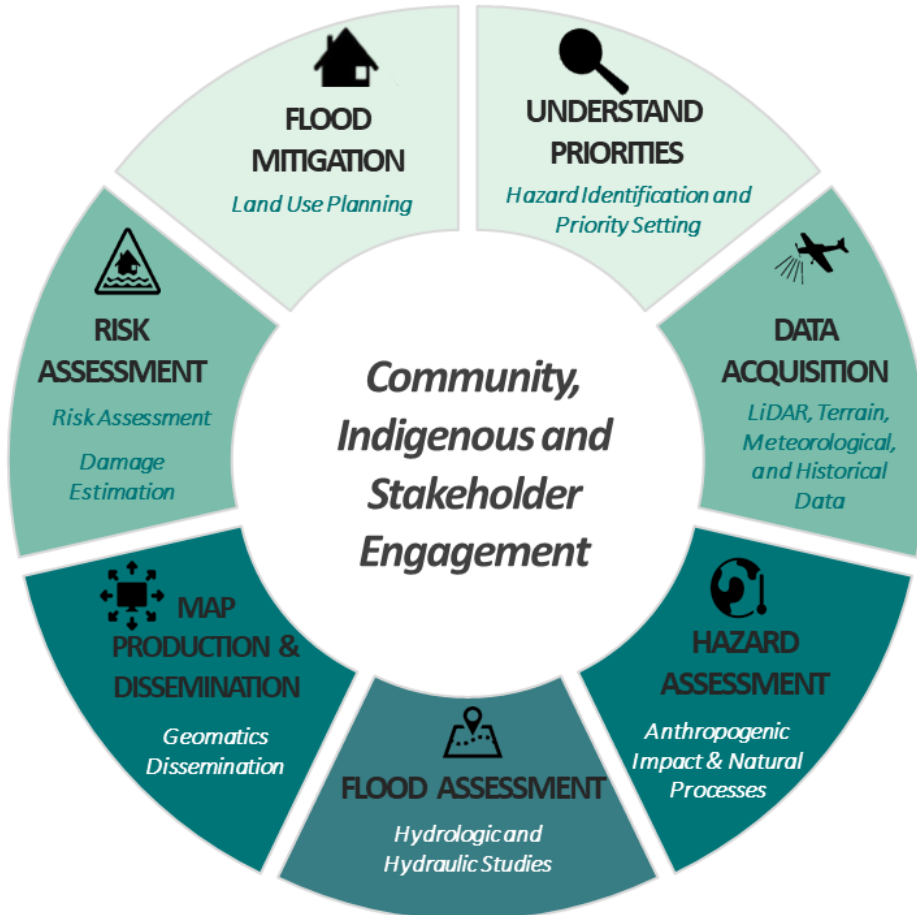 FLOOD
MITIGATION
Land Use Planning
UNDERSTAND
PRIORITIES
Hazard Identification and
Priority Setting
DATA
ACQUISITION
LiDAR, Terrain,
Meteorological,
and Historical
Data
HAZARD
ASSESSMENT
Anthropogenic
Impact & Natural
Processes
FLOOD ASSESSMENT
Hydrologic and
Hydraulic Studies
MAP
PRODUCTION &
DISSEMINATION
Geomatics
Dissemination
RISK
ASSESSMENT
Risk Assessment
Damage
Estimation
Community,
Indigenous and
Stakeholder
Engagement